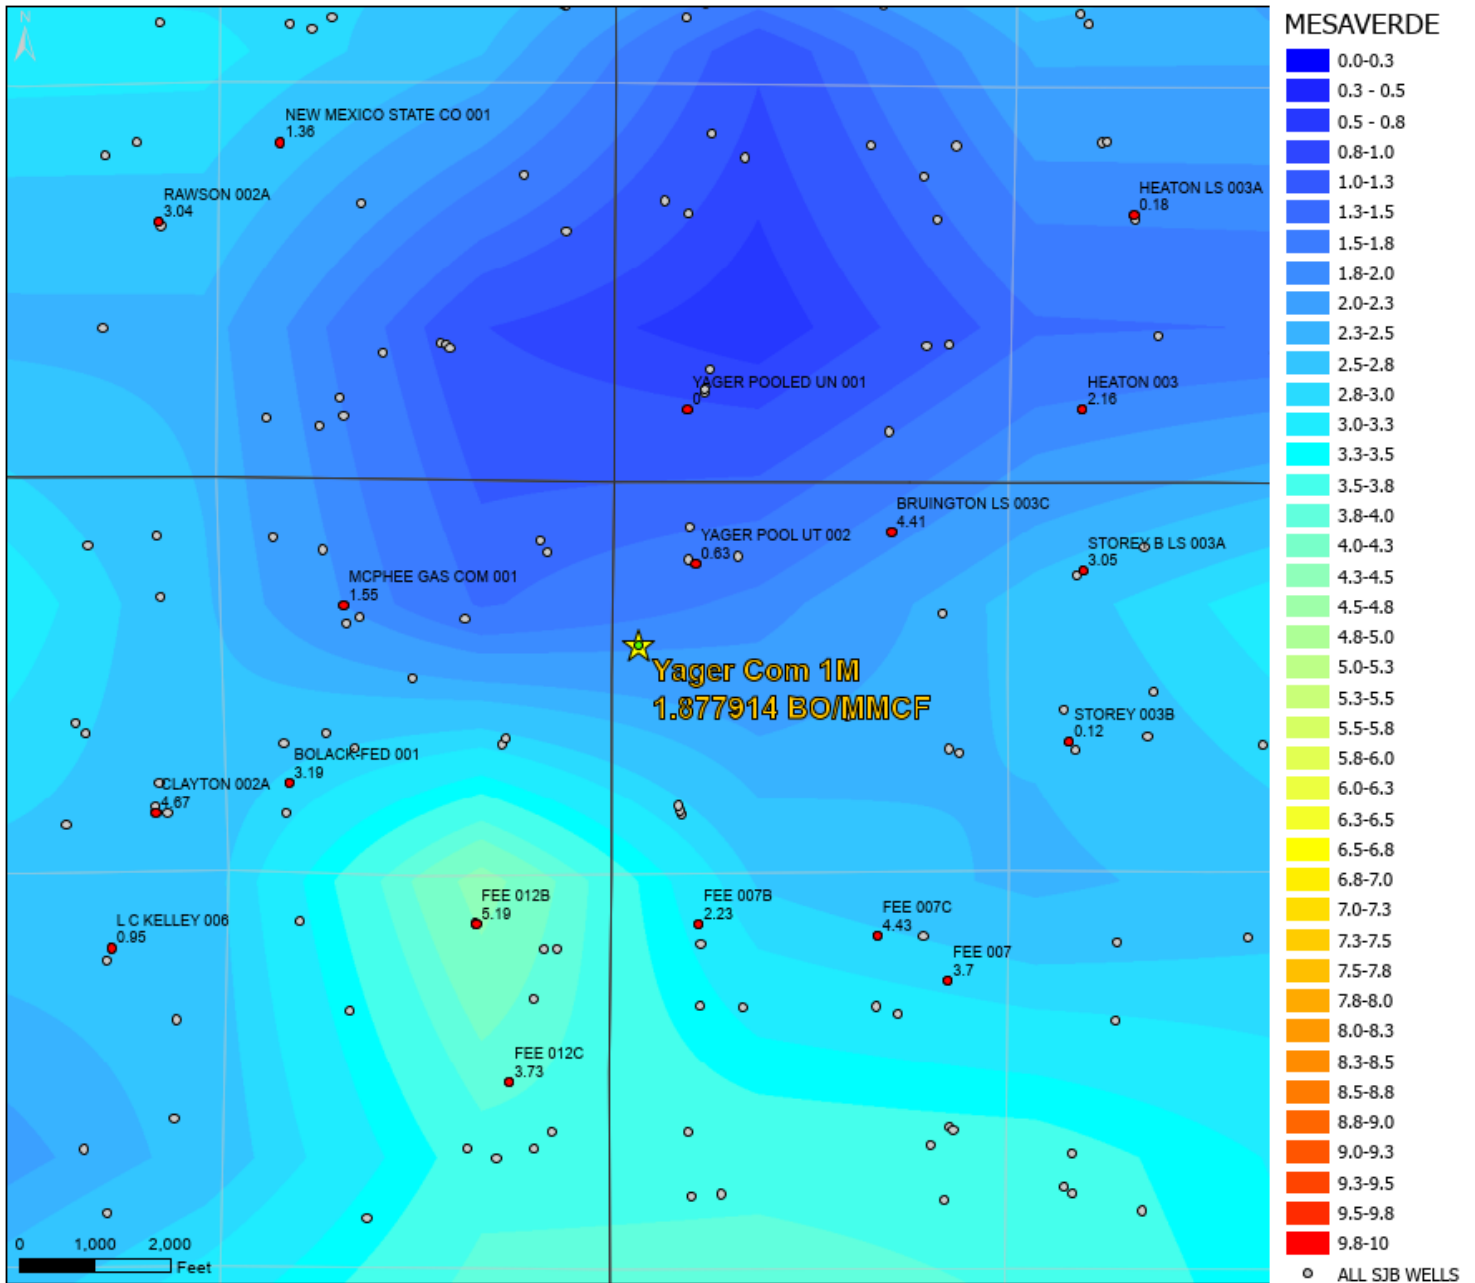 N
NEW MEXICO STATE CO 001
1.36
RAWSON 002A
3.04
HEATON LS 003A
0.18
YAGER POOLED UN 001
0
HEATON 003
2.16
BRUINGTON LS 003C
4.41
YAGER POOL UT 002
0.63
STOREY B LS 003A
3.05
MCPHEE GAS COM 001
1.55
Yager Com 1M
1.877914 BO/MMCF
STOREY 003B
0.12
BOLACK-FED 001
3.19
CLAYTON 002A
4.67
FEE 012B
5.19
FEE 007B
2.23
FEE 007C
4.43
L C KELLEY 006
0.95
FEE 007
3.7
FEE 012C
3.73
0 1,000 2,000
Feet
MESAVERDE
0.0-0.3
0.3 - 0.5
0.5 - 0.8
0.8-1.0
1.0-1.3
1.3-1.5
1.5-1.8
1.8-2.0
2.0-2.3
2.3-2.5
2.5-2.8
2.8-3.0
3.0-3.3
3.3-3.5
3.5-3.8
3.8-4.0
4.0-4.3
4.3-4.5
4.5-4.8
4.8-5.0
5.0-5.3
5.3-5.5
5.5-5.8
5.8-6.0
6.0-6.3
6.3-6.5
6.5-6.8
6.8-7.0
7.0-7.3
7.3-7.5
7.5-7.8
7.8-8.0
8.0-8.3
8.3-8.5
8.5-8.8
8.8-9.0
9.0-9.3
9.3-9.5
9.5-9.8
9.8-10
ALL SJB WELLS